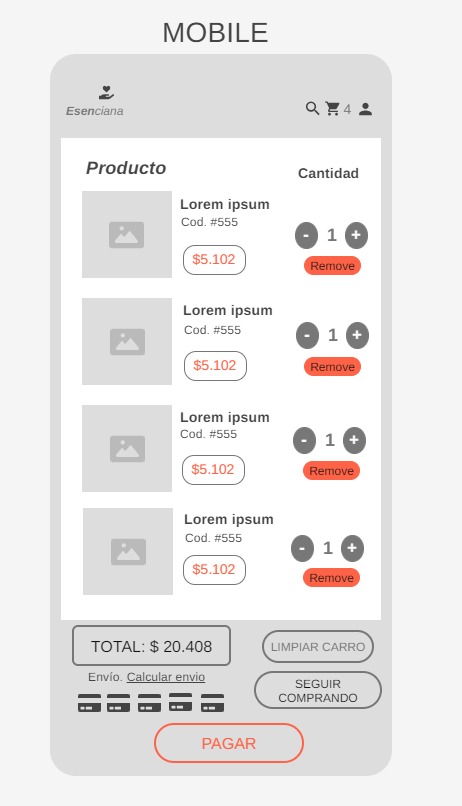 MOBILE
Esenciana
4
Producto
Cantidad
Lorem ipsum
Cod. #555
$5.102
- 1 +
Remove
Lorem ipsum
Cod. #555
$5.102
- 1 +
Remove
Lorem ipsum
Cod. #555
$5.102
- 1 +
Remove
Lorem ipsum
Cod. #555
$5.102
- 1 +
Remove
TOTAL: $ 20.408
LIMPIAR CARRO
Envío. Calcular envio
SEGUIR
COMPRANDO
PAGAR